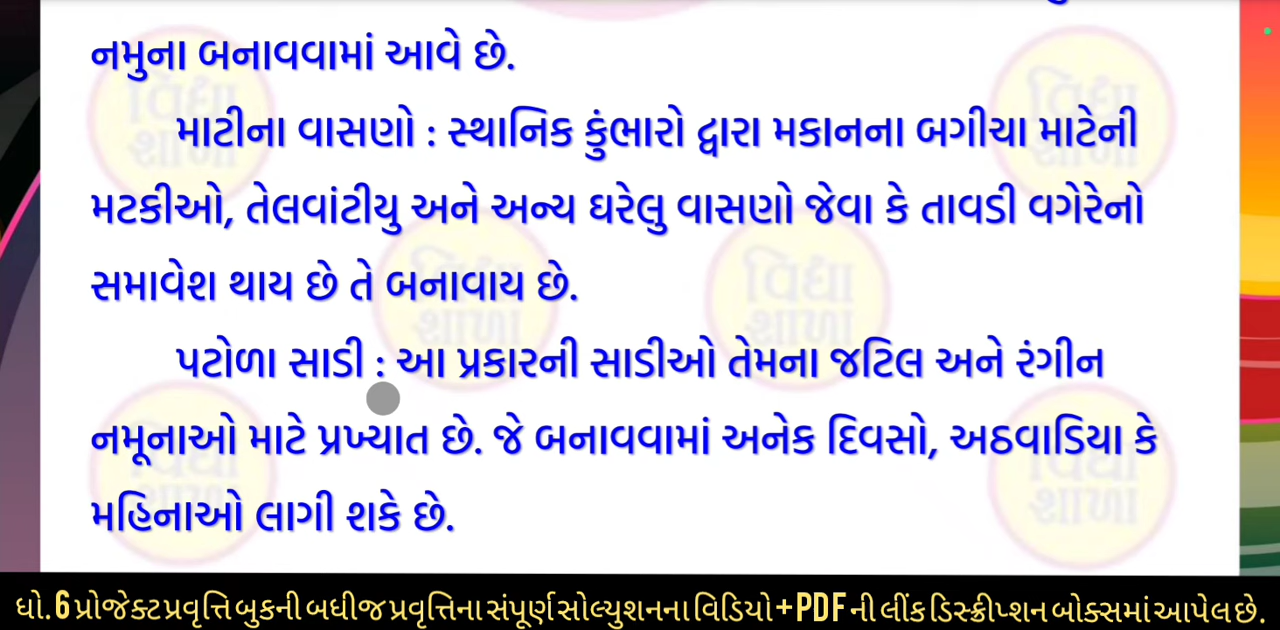 નમુના બનાવવામાં આવે છે.
માટીના વાસણો : સ્થાનિક કુંભારો દ્વારા મકાનના બગીચા માટેની
મટકીઓ, તેલવાંટીયુ અને અન્ય ઘરેલુ વાસણો જેવા કે તાવડી વગેરેનો
સમાવેશ થાય છે તે બનાવાય છે.
પટોળા સાડી : આ પ્રકારની સાડીઓ તેમના જટિલ અને રંગીન
નમૂનાઓ માટે પ્રખ્યાત છે. જે બનાવવામાં અનેક દિવસો, અઠવાડિયા કે
મહિનાઓ લાગી શકે છે.
ધો. 6 પ્રોજેક્ટ પ્રવૃત્તિ બુકની બધીજ પ્રવૃત્તિના સંપૂર્ણ સોલ્યુશનના વિડિયો + PDF ની લીંક ડિસ્ક્રીપ્શન બોક્સમાં આપેલ છે.